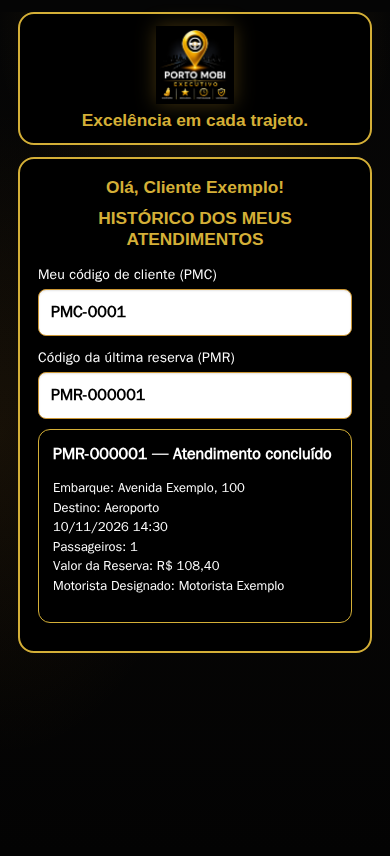 PORTO MOBI
EXECUTIVO
Excelência em cada trajeto.
Olá, Cliente Exemplo!
HISTÓRICO DOS MEUS
ATENDIMENTOS
Meu código de cliente (PMC)
PMC-0001
Código da última reserva (PMR)
PMR-000001
PMR-000001 — Atendimento concluído
Embarque: Avenida Exemplo, 100
Destino: Aeroporto
10/11/2026 14:30
Passageiros: 1
Valor da Reserva: R$ 108,40
Motorista Designado: Motorista Exemplo